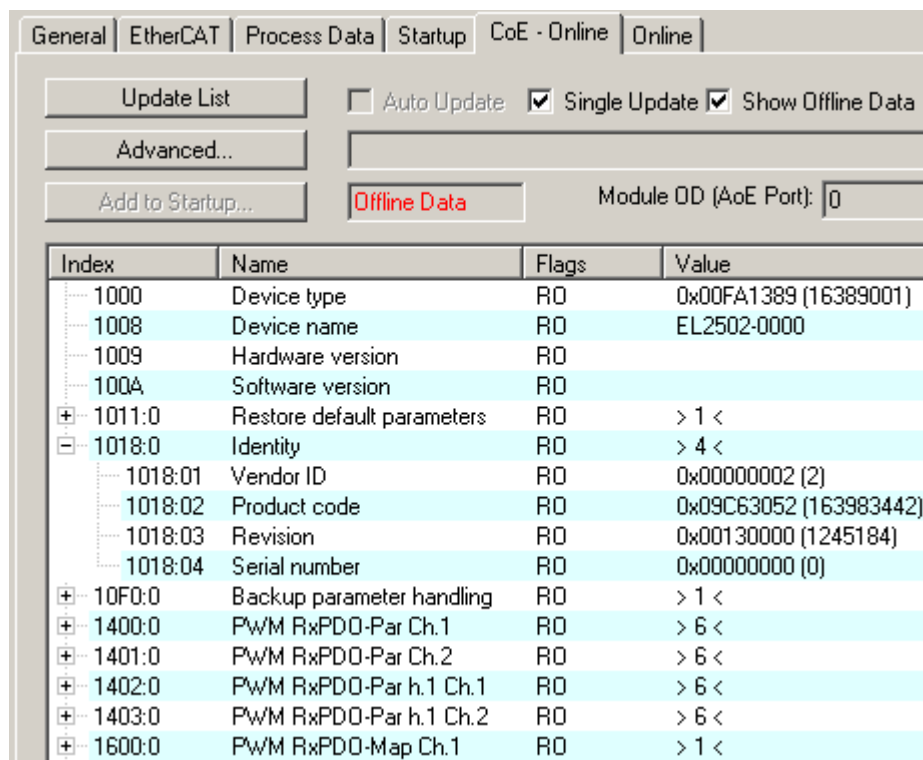 General EtherCAT Process Data Startup CoE - Online Online
Update List Auto Update Single Update Show Offline Data
Advanced...
Add to Startup... Offline Data Module OD (AoE Port): 0
Index Name Flags Value
1000 Device type RO 0x00FA1389 (16389001)
1008 Device name RO EL2502-0000
1009 Hardware version RO
100A Software version RO
1011:0 Restore default parameters RO > 1 <
1018:0 Identity RO > 4 <
1018:01 Vendor ID RO 0x00000002 (2)
1018:02 Product code RO 0x09C63052 (163983442)
1018:03 Revision RO 0x00130000 (1245184)
1018:04 Serial number RO 0x00000000 (0)
10F0:0 Backup parameter handling RO > 1 <
1400:0 PWM RxPDO-Par Ch.1 RO > 6 <
1401:0 PWM RxPDO-Par Ch.2 RO > 6 <
1402:0 PWM RxPDO-Par h.1 Ch.1 RO > 6 <
1403:0 PWM RxPDO-Par h.1 Ch.2 RO > 6 <
1600:0 PWM RxPDO-Map Ch.1 RO > 1 <